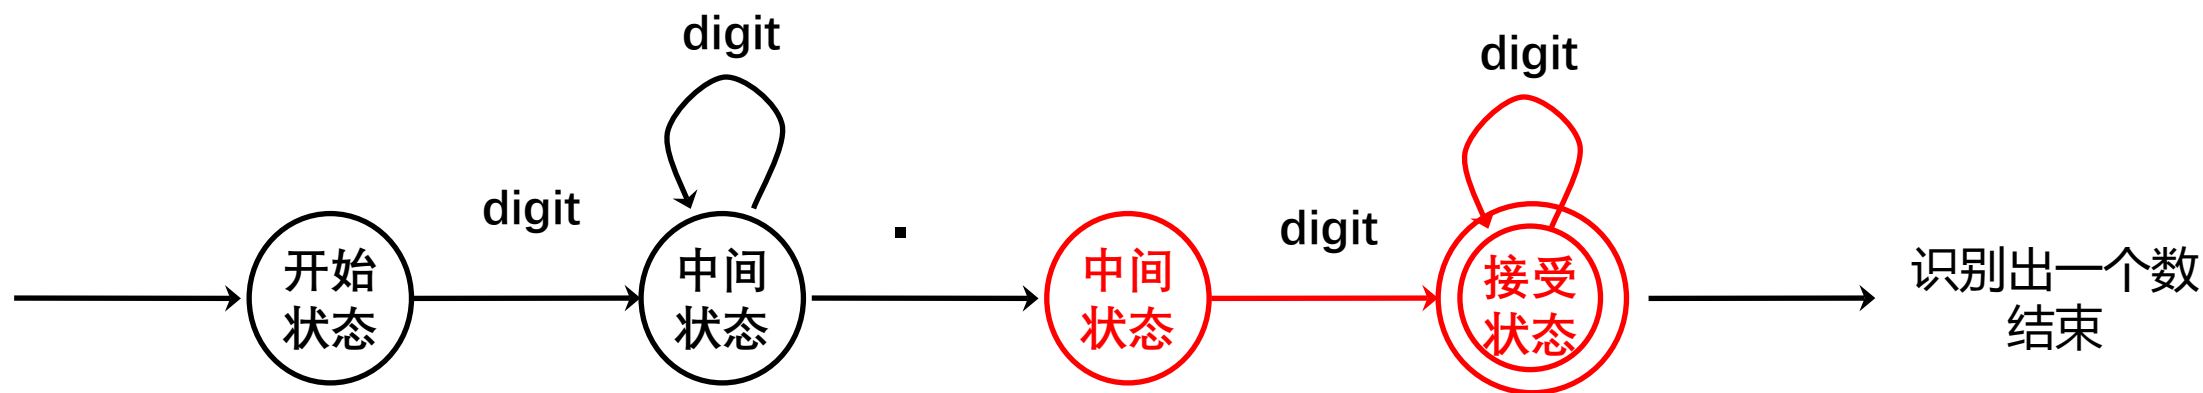 digit
digit
digit
.
digit
开始
状态
中间
状态
中间
状态
接受
状态
识别出一个数
结束